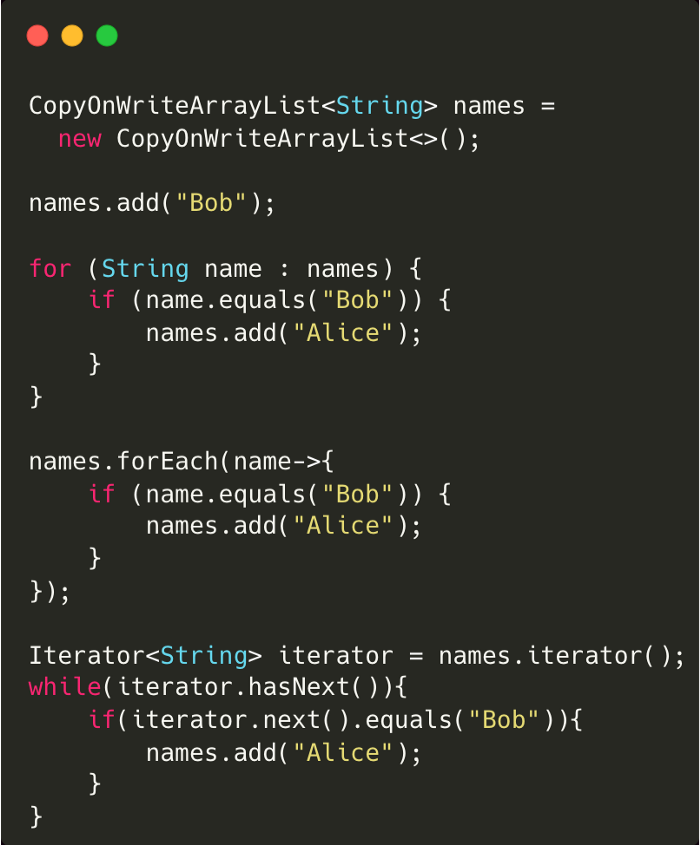 CopyOnWriteArrayList<String> names =
  new CopyOnWriteArrayList<>();

names.add("Bob");

for (String name : names) {
    if (name.equals("Bob")) {
        names.add("Alice");
    }
}

names.forEach(name->{
    if (name.equals("Bob")) {
        names.add("Alice");
    }
});

Iterator<String> iterator = names.iterator();
while(iterator.hasNext()){
    if(iterator.next().equals("Bob")){
        names.add("Alice");
    }
}